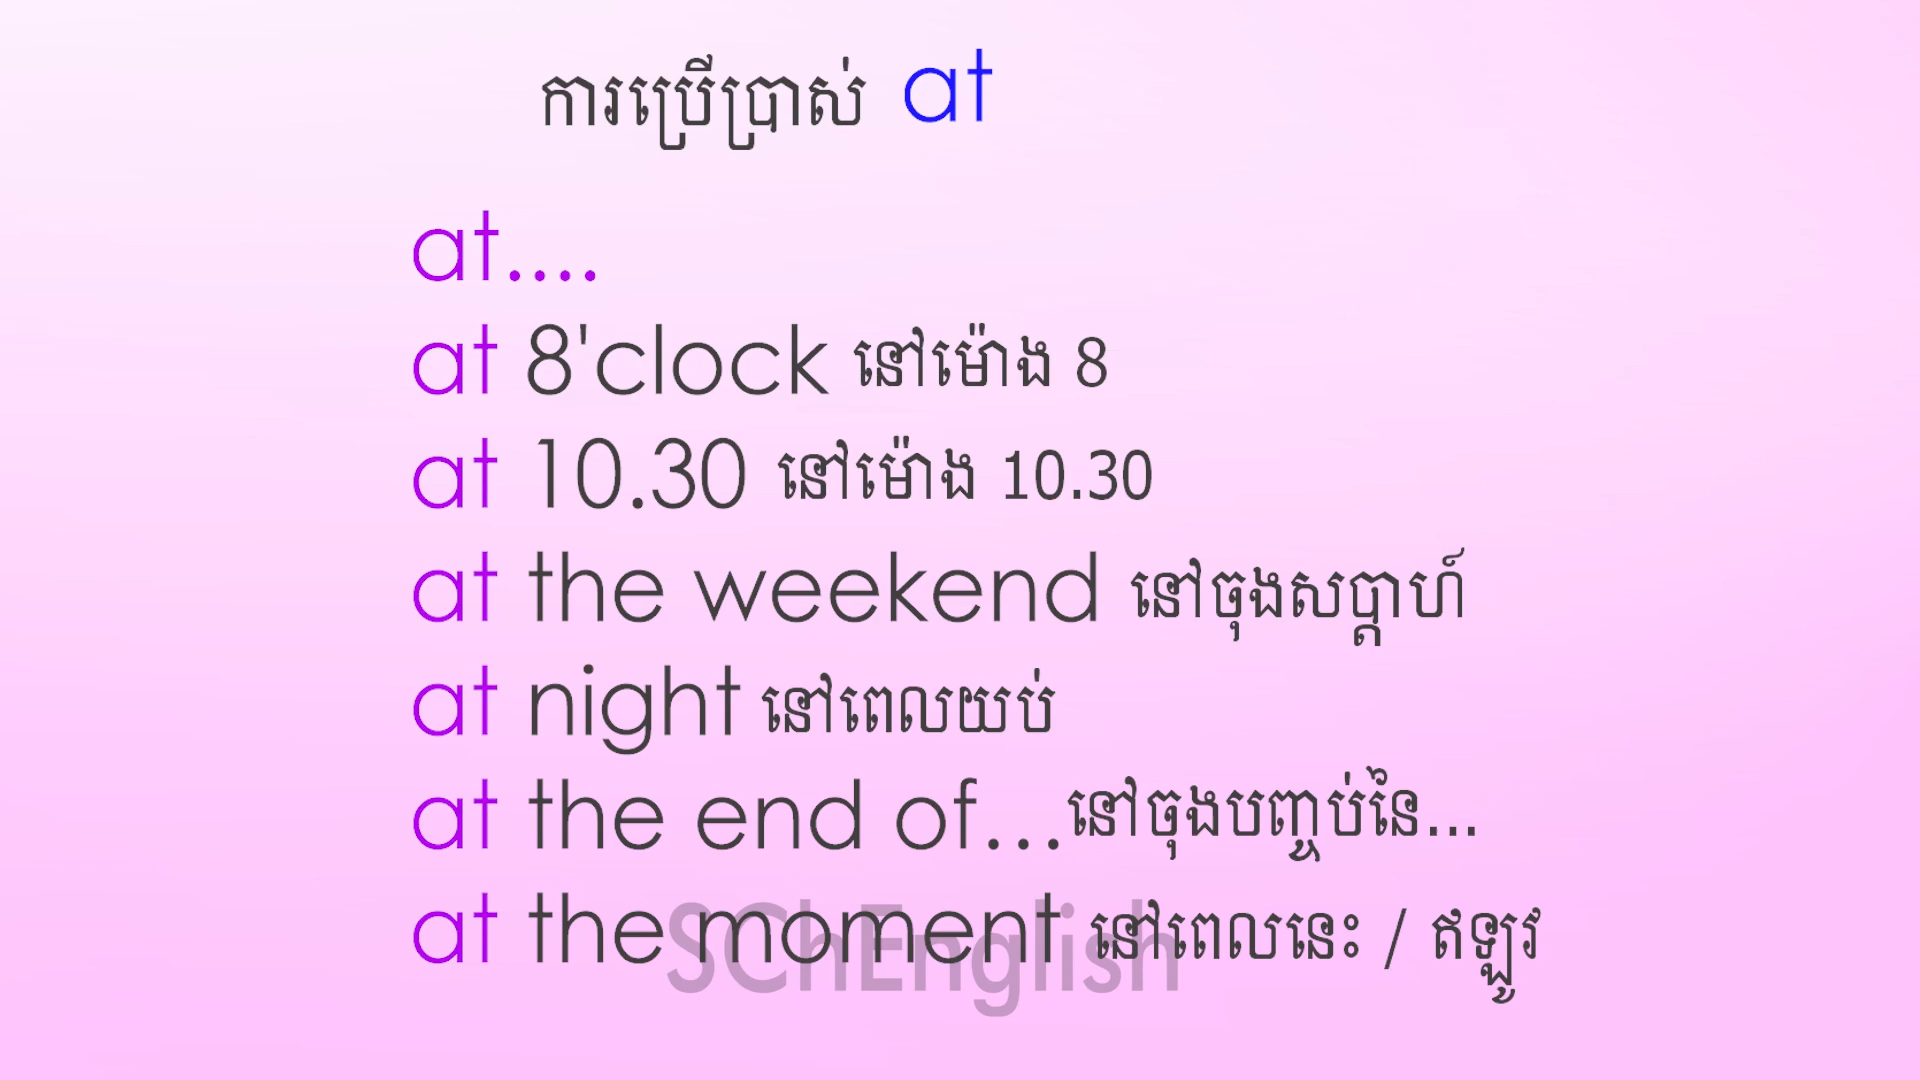 ការប្រើប្រាស់ at
at....
at 8'clock នៅម៉ោង 8
at 10.30 នៅម៉ោង 10.30
at the weekend នៅចុងសប្ដាហ៍
at night នៅពេលយប់
at the end of...នៅចុងបញ្ចប់នៃ...
at the moment នៅពេលនេះ / ឥឡូវ
SChEnglish